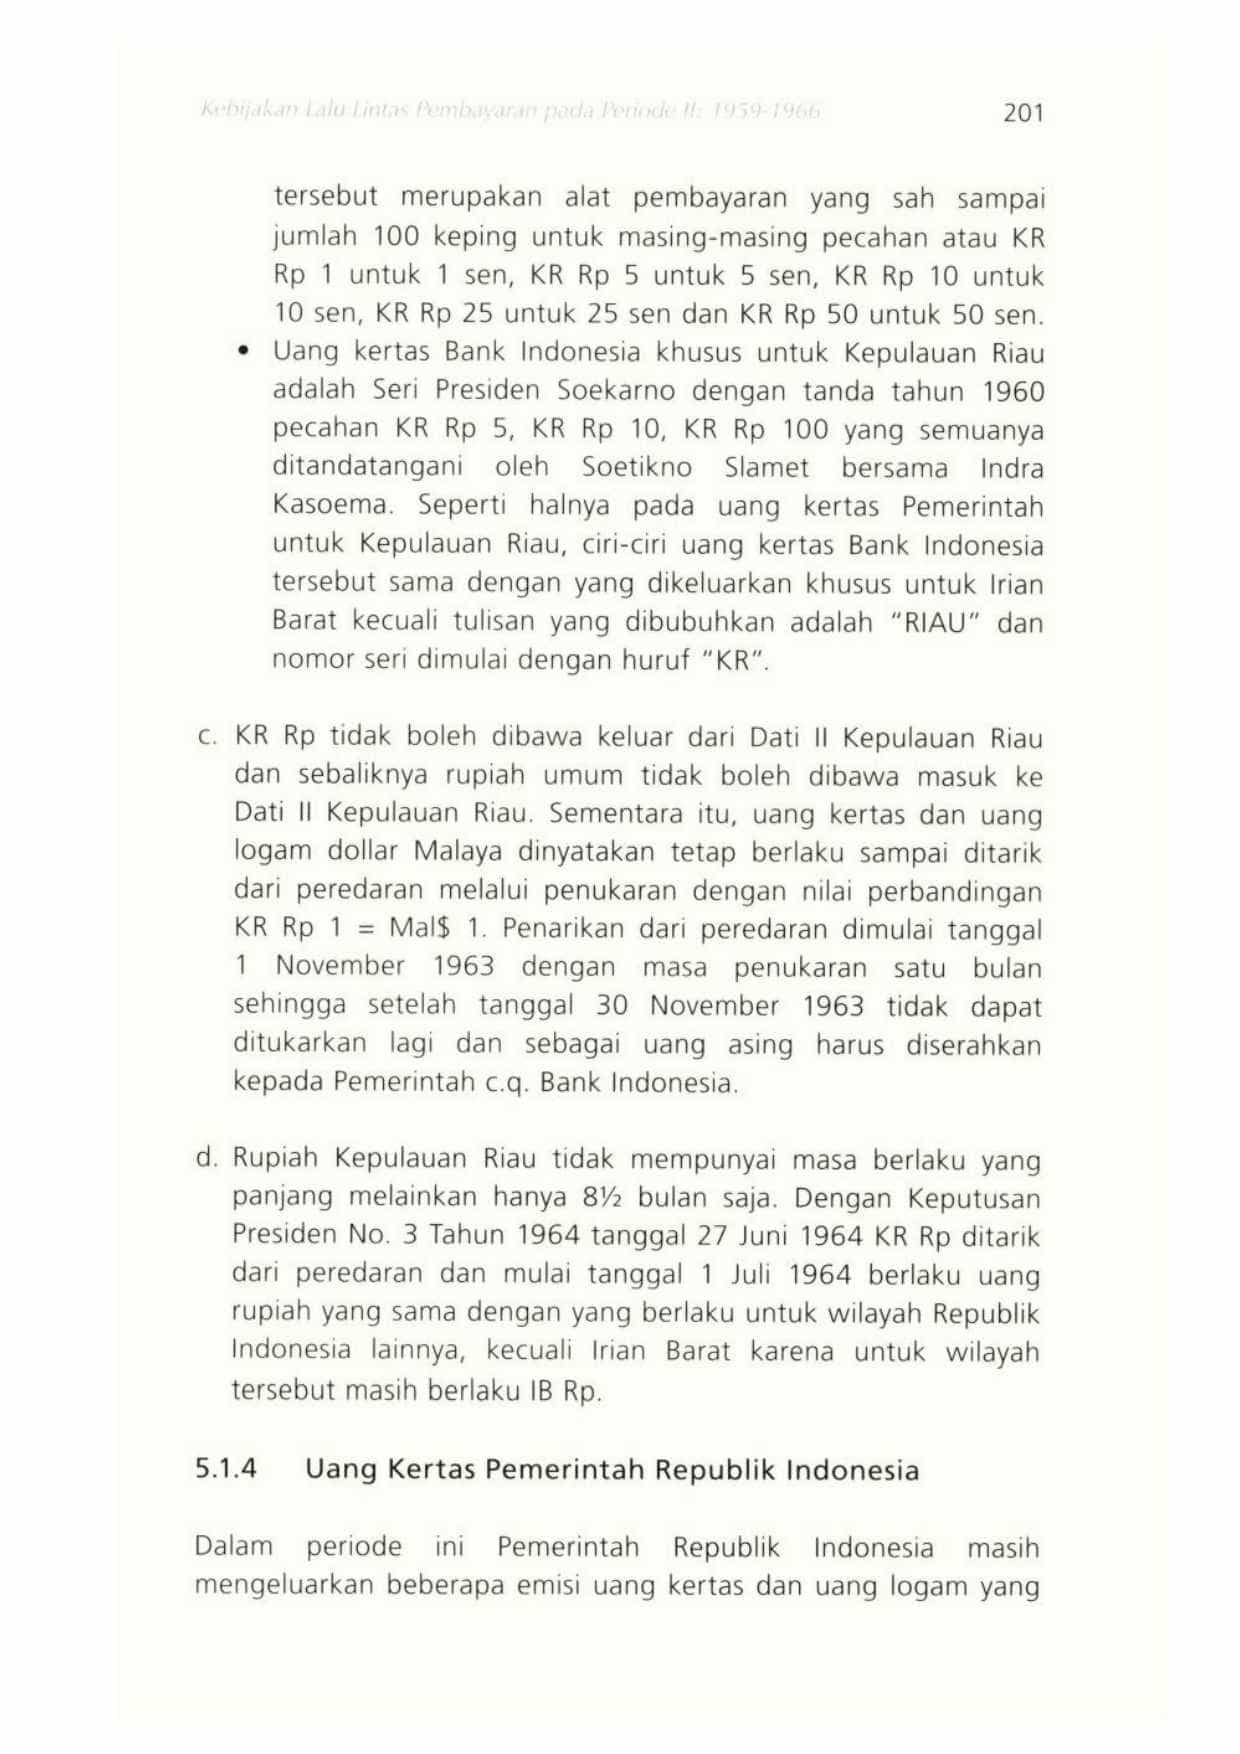 Kebijakan Lalu Lintas Pembayaran pada Periode II: 1959-1966 201
tersebut merupakan alat pembayaran yang sah sampai
jumlah 100 keping untuk masing-masing pecahan atau KR
Rp 1 untuk 1 sen, KR Rp 5 untuk 5 sen, KR Rp 10 untuk
10 sen, KR Rp 25 untuk 25 sen dan KR Rp 50 untuk 50 sen.
• Uang kertas Bank Indonesia khusus untuk Kepulauan Riau
adalah Seri Presiden Soekarno dengan tanda tahun 1960
pecahan KR Rp 5, KR Rp 10, KR Rp 100 yang semuanya
ditandatangani oleh Soetikno Slamet bersama Indra
Kasoema. Seperti halnya pada uang kertas Pemerintah
untuk Kepulauan Riau, ciri-ciri uang kertas Bank Indonesia
tersebut sama dengan yang dikeluarkan khusus untuk Irian
Barat kecuali tulisan yang dibubuhkan adalah "RIAU" dan
nomor seri dimulai dengan huruf "KR".
c. KR Rp tidak boleh dibawa keluar dari Dati II Kepulauan Riau
dan sebaliknya rupiah umum tidak boleh dibawa masuk ke
Dati II Kepulauan Riau. Sementara itu, uang kertas dan uang
logam dollar Malaya dinyatakan tetap berlaku sampai ditarik
dari peredaran melalui penukaran dengan nilai perbandingan
KR Rp 1 = Mal$ 1. Penarikan dari peredaran dimulai tanggal
1 November 1963 dengan masa penukaran satu bulan
sehingga setelah tanggal 30 November 1963 tidak dapat
ditukarkan lagi dan sebagai uang asing harus diserahkan
kepada Pemerintah c.q. Bank Indonesia.
d. Rupiah Kepulauan Riau tidak mempunyai masa berlaku yang
panjang melainkan hanya 8½ bulan saja. Dengan Keputusan
Presiden No. 3 Tahun 1964 tanggal 27 Juni 1964 KR Rp ditarik
dari peredaran dan mulai tanggal 1 Juli 1964 berlaku uang
rupiah yang sama dengan yang berlaku untuk wilayah Republik
Indonesia lainnya, kecuali Irian Barat karena untuk wilayah
tersebut masih berlaku IB Rp.
5.1.4 Uang Kertas Pemerintah Republik Indonesia
Dalam periode ini Pemerintah Republik Indonesia masih
mengeluarkan beberapa emisi uang kertas dan uang logam yang